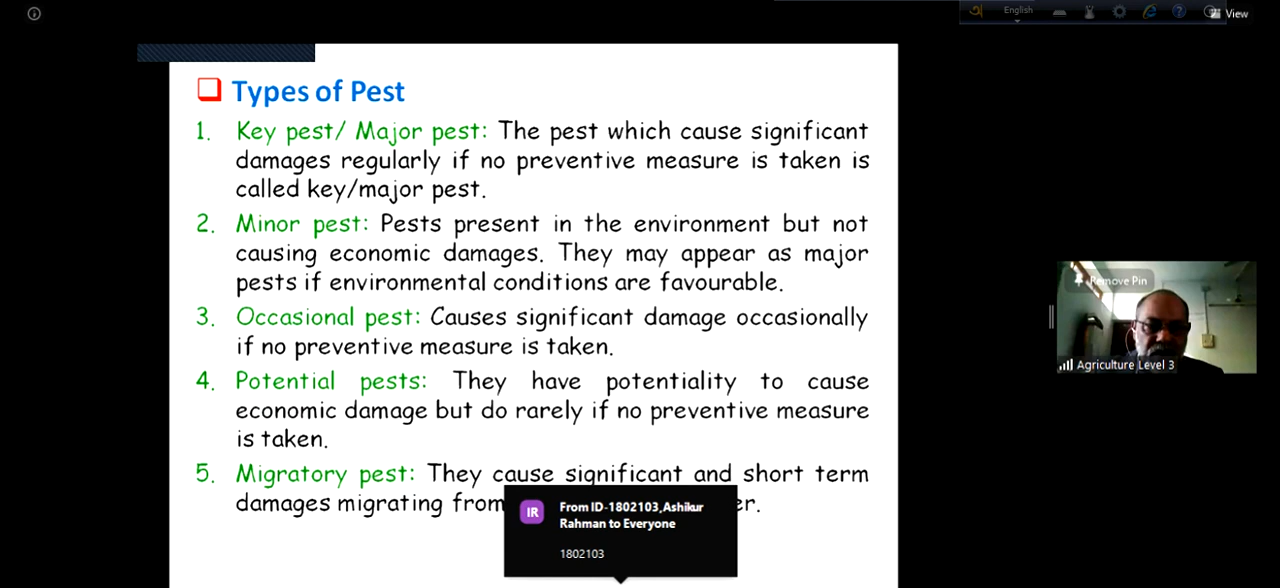 English
View
Types of Pest
1. Key pest/ Major pest: The pest which cause significant
damages regularly if no preventive measure is taken is
called key/major pest.
2. Minor pest: Pests present in the environment but not
causing economic damages. They may appear as major
pests if environmental conditions are favourable.
3. Occasional pest: Causes significant damage occasionally
if no preventive measure is taken.
4. Potential pests: They have potentiality to cause
economic damage but do rarely if no preventive measure
is taken.
5. Migratory pest: They cause significant and short term
damages migrating from
IR
From ID-1802103,Ashikur
Rahman to Everyone
1802103
Remove Pin
Agriculture Level 3